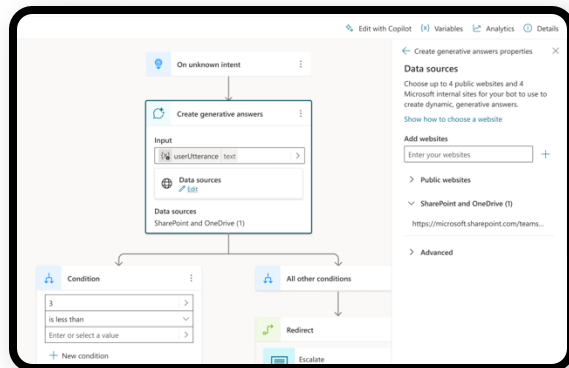 Edit with Copilot {x} Variables Analytics Details
On unknown intent
Create generative answers
Input
{x} userUtterance text
Data sources
Edit
Data sources
SharePoint and OneDrive (1)
Condition
3
is less than
Enter or select a value
New condition
All other conditions
Redirect
Escalate
Create generative answers properties
Data sources
Choose up to 4 public websites and 4
Microsoft internal sites for your bot to use to
create dynamic, generative answers.
Show how to choose a website
Add websites
Enter your websites
Public websites
SharePoint and OneDrive (1)
https://microsoft.sharepoint.com/teams...
Advanced